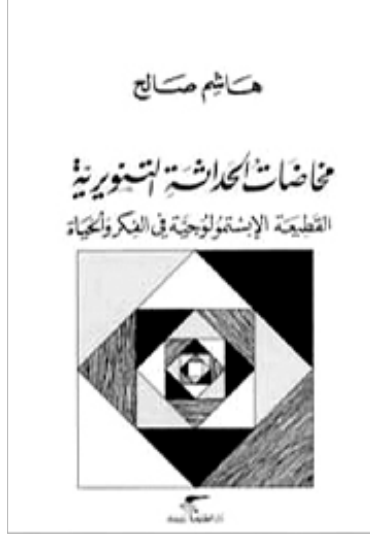 هاشم صالح
مخاضات الحداثة التنويرية
القطيعة الإبستمولوجية في الفكر والحياة